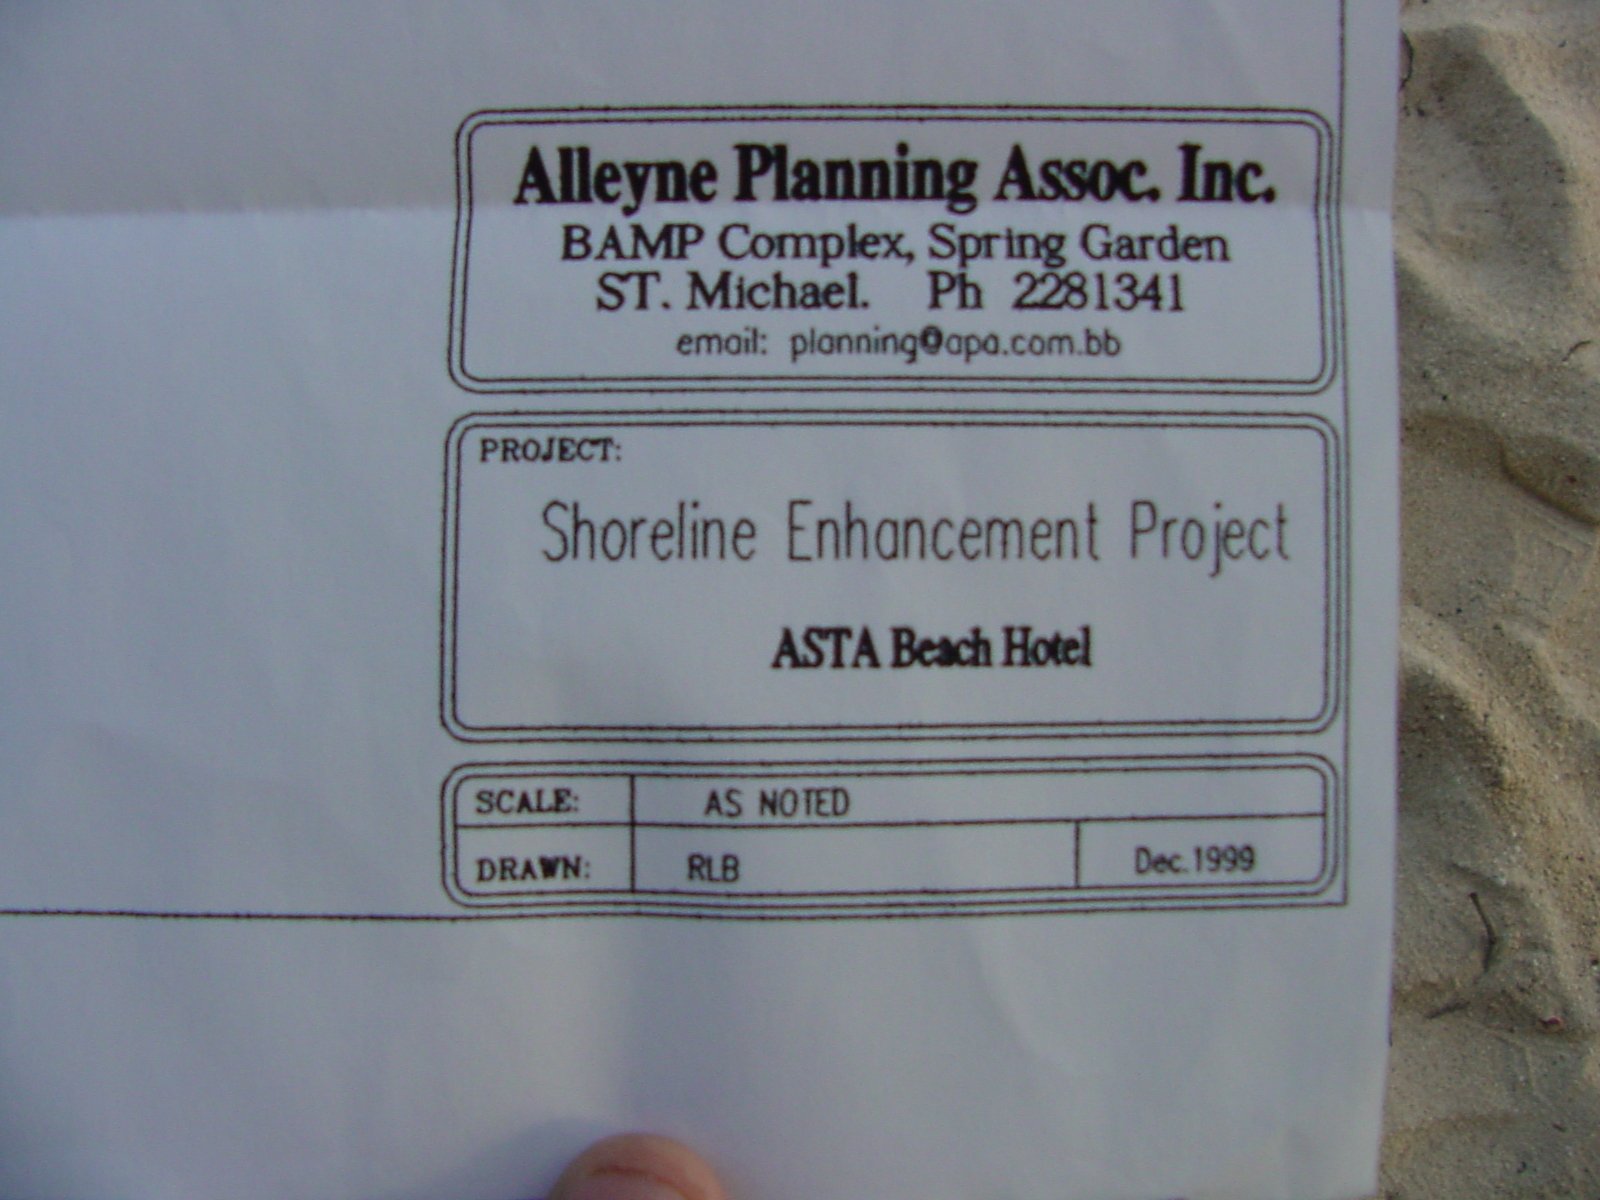 Alleyne Planning Assoc. Inc.
BAMP Complex, Spring Garden
ST. Michael. Ph 2281341
email: planning@apa.com.bb
PROJECT:
Shoreline Enhancement Project
ASTA Beach Hotel
SCALE: AS NOTED
DRAWN: RLB Dec.1999